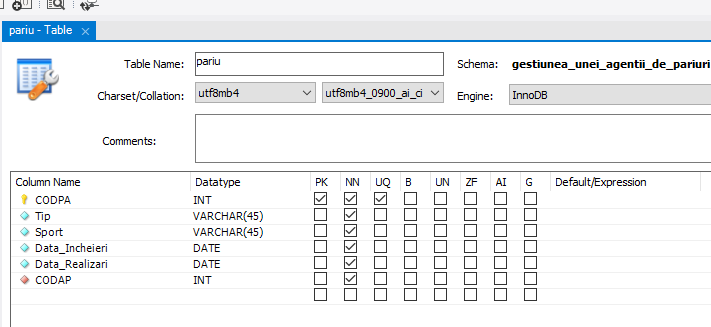 pariu - Table ×
Table Name: pariu Schema: gestiunea_unei_agentii_de_pariuri
Charset/Collation: utf8mb4 utf8mb4_0900_ai_ci Engine: InnoDB
Comments:
Column Name Datatype PK NN UQ B UN ZF AI G Default/Expression
CODPA INT
Tip VARCHAR(45)
Sport VARCHAR(45)
Data_Incheieri DATE
Data_Realizari DATE
CODAP INT